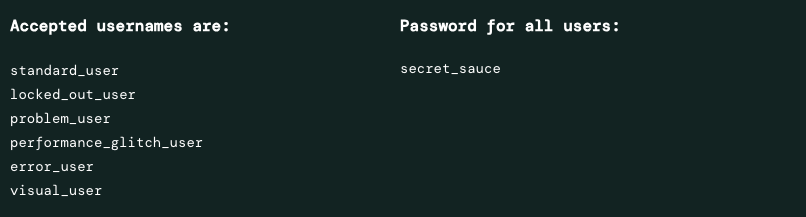 Accepted usernames are:
standard_user
locked_out_user
problem_user
performance_glitch_user
error_user
visual_user
Password for all users:
secret_sauce